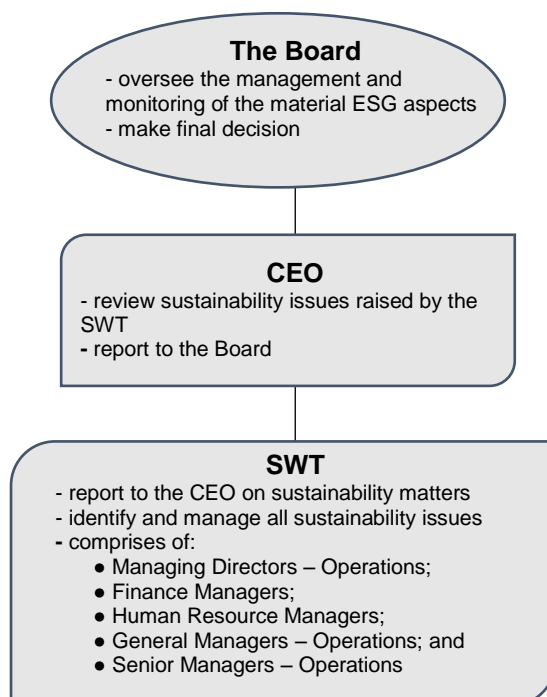 The Board
- oversee the management and
monitoring of the material ESG aspects
- make final decision
CEO
- review sustainability issues raised by the
SWT
- report to the Board
SWT
- report to the CEO on sustainability matters
- identify and manage all sustainability issues
- comprises of:
● Managing Directors – Operations;
● Finance Managers;
● Human Resource Managers;
● General Managers – Operations; and
● Senior Managers – Operations